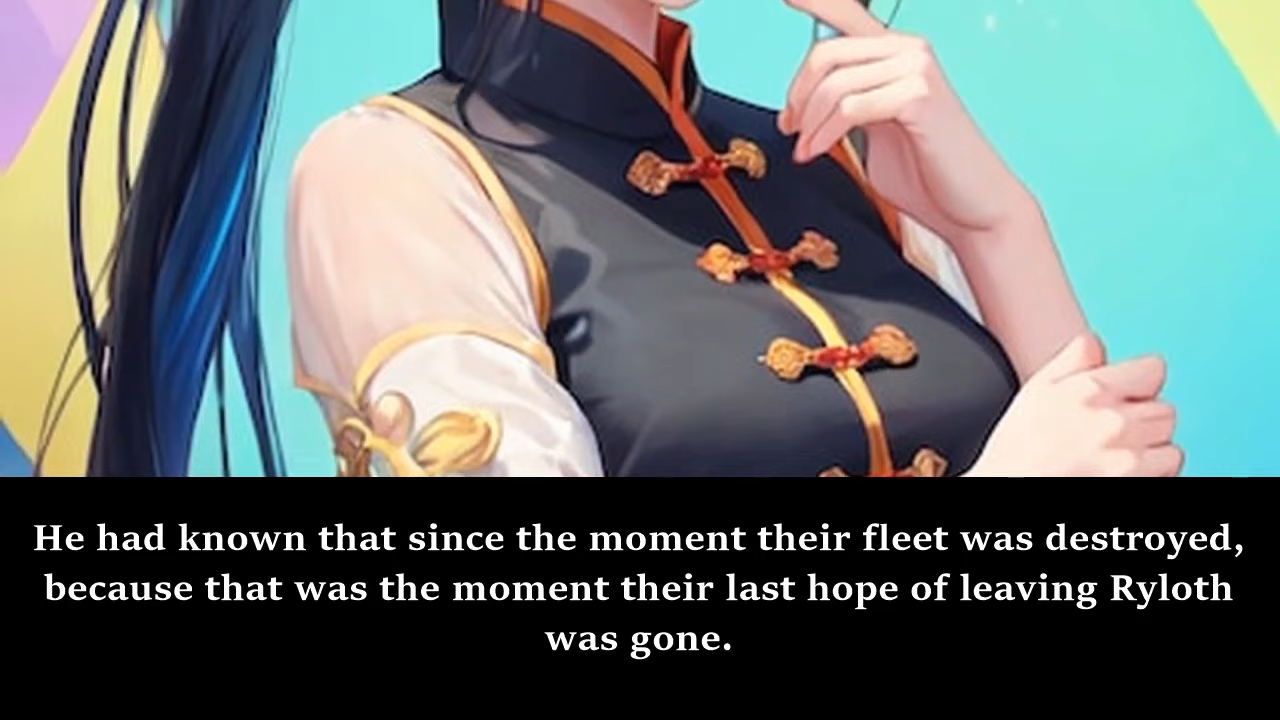 He had known that since the moment their fleet was destroyed,
because that was the moment their last hope of leaving Ryloth
was gone.